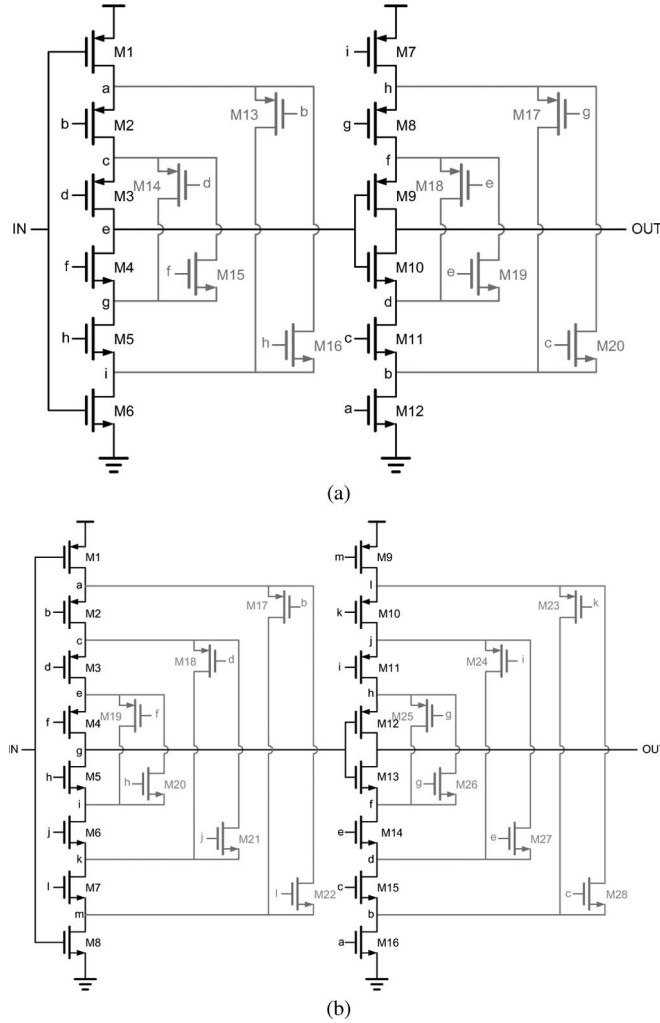 M1
i
M7
a
h
b
M2
M13
b
g
M8
M17
g
c
f
M14
d
M18
e
d
M3
M9
IN
e
OUT
f
M4
f
M15
M10
e
M19
g
d
h
M5
h
M16
c
M11
c
M20
i
b
M6
a
M12
(a)
M1
m
M9
a
l
b
M2
M17
b
k
M10
M23
k
c
j
d
M3
M18
d
i
M11
M24
i
e
h
f
M4
M19
f
M12
M25
g
IN
g
OUT
h
M5
h
M20
M13
g
M26
i
f
j
M6
j
M21
e
M14
e
M27
k
d
l
M7
l
M22
c
M15
c
M28
m
b
M8
a
M16
(b)